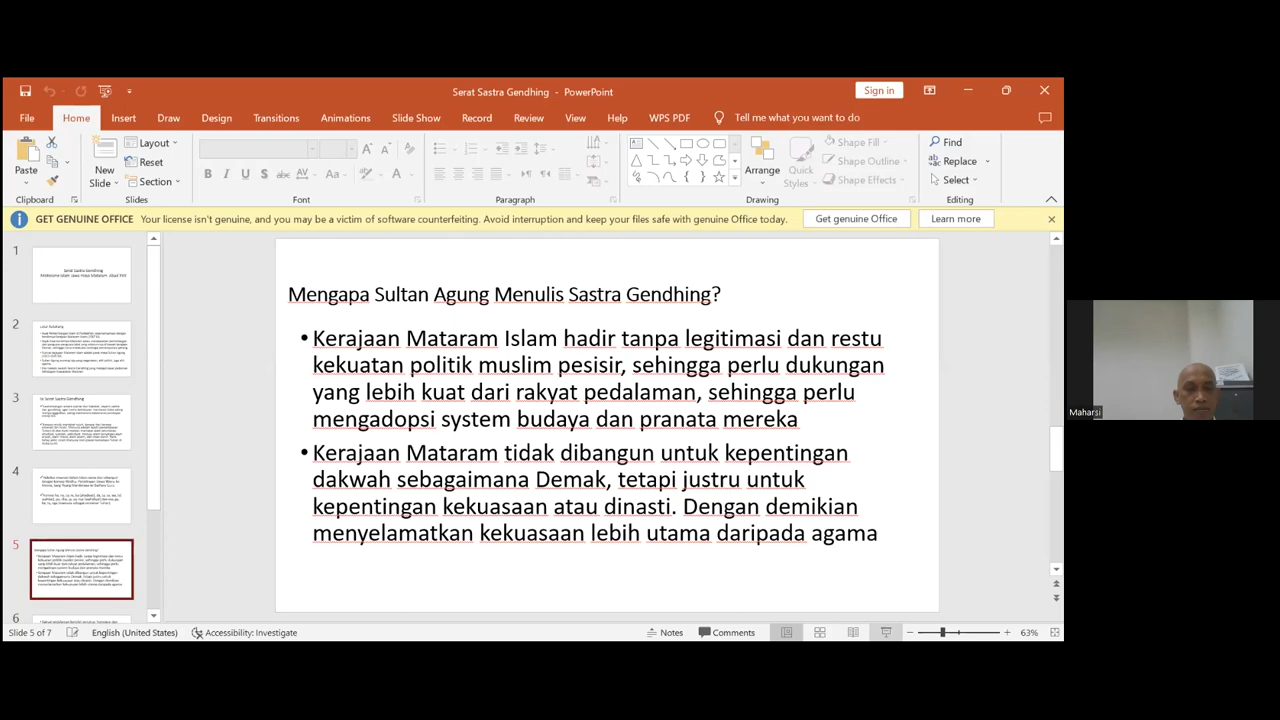 Serat Sastra Gendhing - PowerPoint
Sign in
File Home Insert Draw Design Transitions Animations Slide Show Record Review View Help WPS PDF Tell me what you want to do
Paste
New Slide
Layout
Reset
Section
Arrange
Quick Styles
Shape Fill
Shape Outline
Shape Effects
Find
Replace
Select
Clipboard Slides Font Paragraph Drawing Editing
GET GENUINE OFFICE Your license isn't genuine, and you may be a victim of software counterfeiting. Avoid interruption and keep your files safe with genuine Office today. Get genuine Office Learn more
1
2
3
4
5
6
Mengapa Sultan Agung Menulis Sastra Gendhing?
• Kerajaan Mataram Islam hadir tanpa legitimasi dan restu
kekuatan politik muslim pesisir, sehingga perlu dukungan
yang lebih kuat dari rakyat pedalaman, sehingga perlu
mengadopsi system budaya dan pranata mereka
• Kerajaan Mataram tidak dibangun untuk kepentingan
dakwah sebagaimana Demak, tetapi justru untuk
kepentingan kekuasaan atau dinasti. Dengan demikian
menyelamatkan kekuasaan lebih utama daripada agama
Maharsi
Slide 5 of 7 English (United States) Accessibility: Investigate Notes Comments 63%